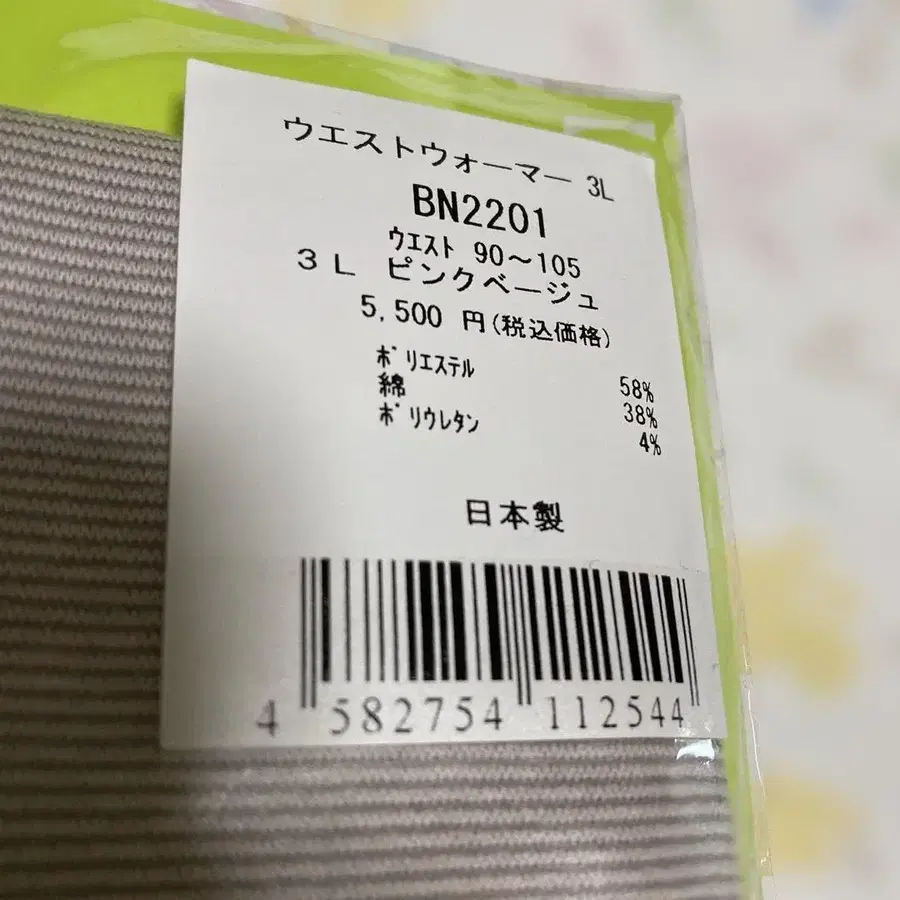 ウエストウォーマー 3L
BN2201
ｳｴｽﾄ 90～105
３Ｌ ピンクベージュ
5,500 円(税込価格)
ﾎﾟﾘｴｽﾃﾙ 58%
綿 38%
ﾎﾟﾘｳﾚﾀﾝ 4%
日本製
4 582754 112544